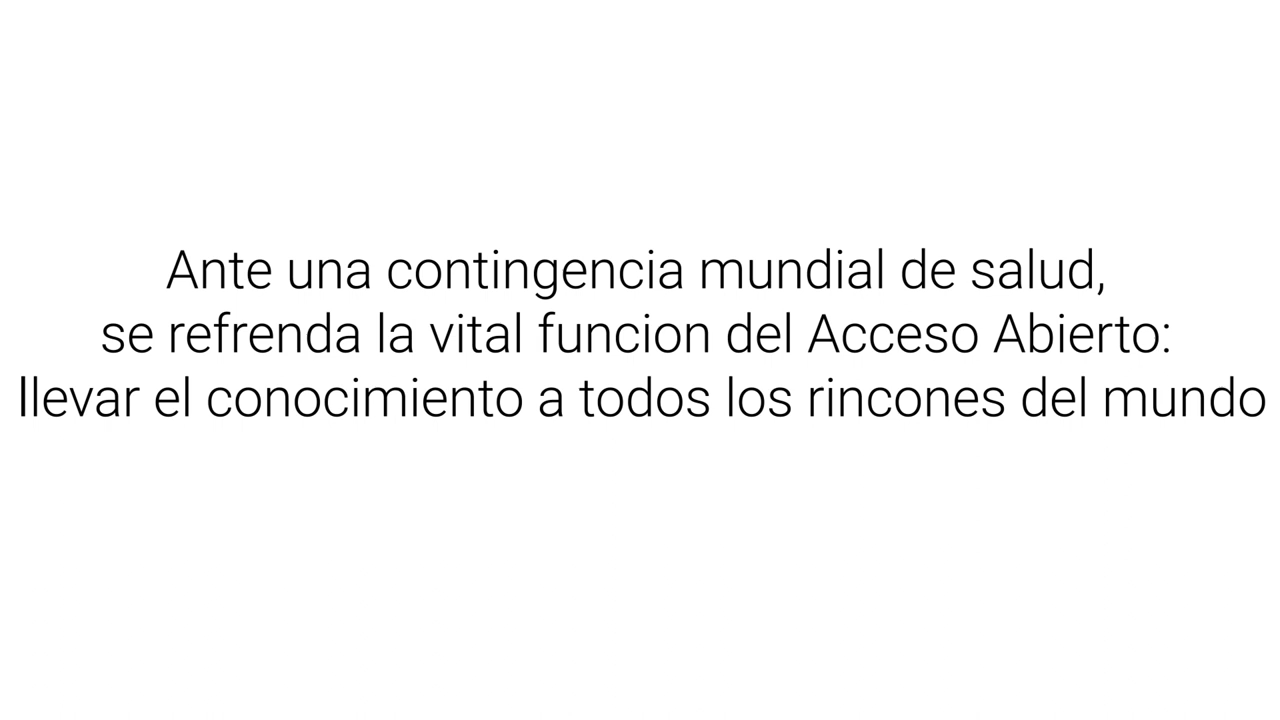 Ante una contingencia mundial de salud,
se refrenda la vital funcion del Acceso Abierto:
llevar el conocimiento a todos los rincones del mundo